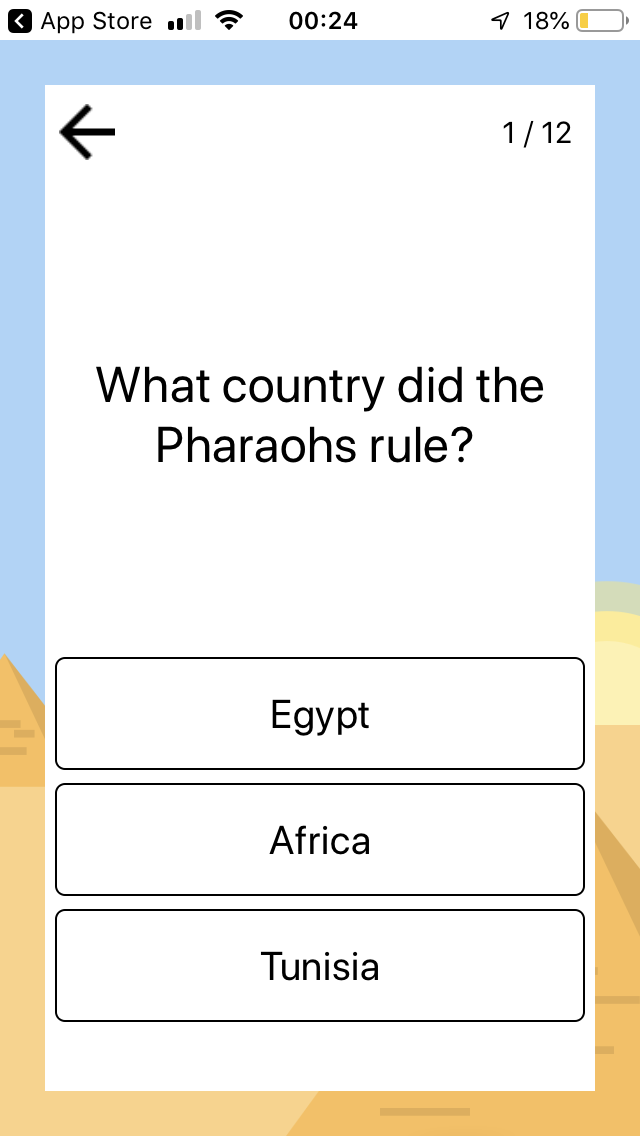 App Store 00:24 18%
1 / 12
What country did the
Pharaohs rule?
Egypt
Africa
Tunisia